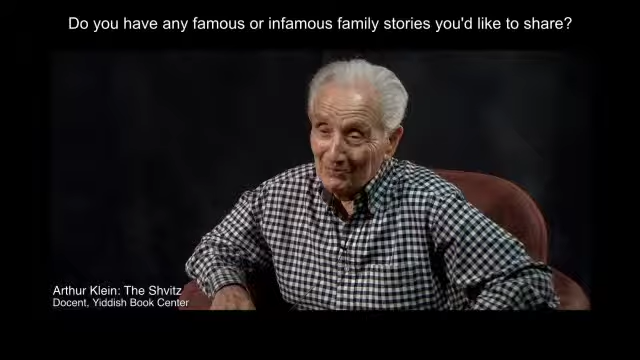 Do you have any famous or infamous family stories you'd like to share?
Arthur Klein: The Shvitz
Docent, Yiddish Book Center